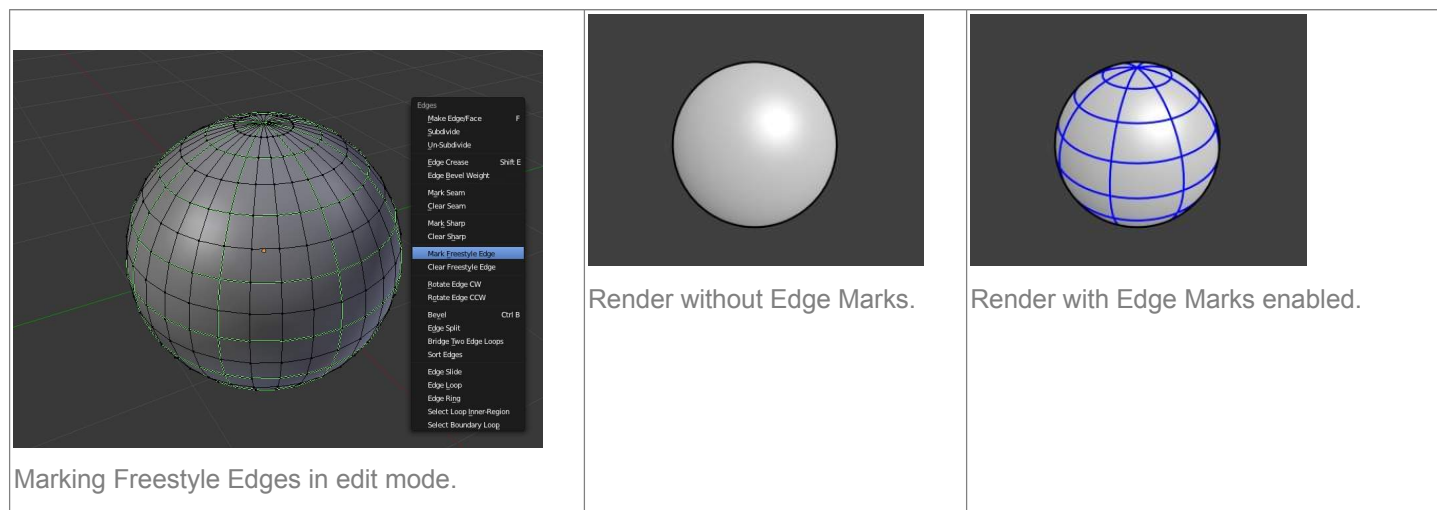 Edges
Make Edge/Face F
Subdivide
Un-Subdivide
Edge Crease Shift E
Edge Bevel Weight
Mark Seam
Clear Seam
Mark Sharp
Clear Sharp
Mark Freestyle Edge
Clear Freestyle Edge
Rotate Edge CW
Rotate Edge CCW
Bevel Ctrl B
Edge Split
Bridge Two Edge Loops
Sort Edges
Edge Slide
Edge Loop
Edge Ring
Select Loop Inner-Region
Select Boundary Loop
Marking Freestyle Edges in edit mode.
Render without Edge Marks.
Render with Edge Marks enabled.